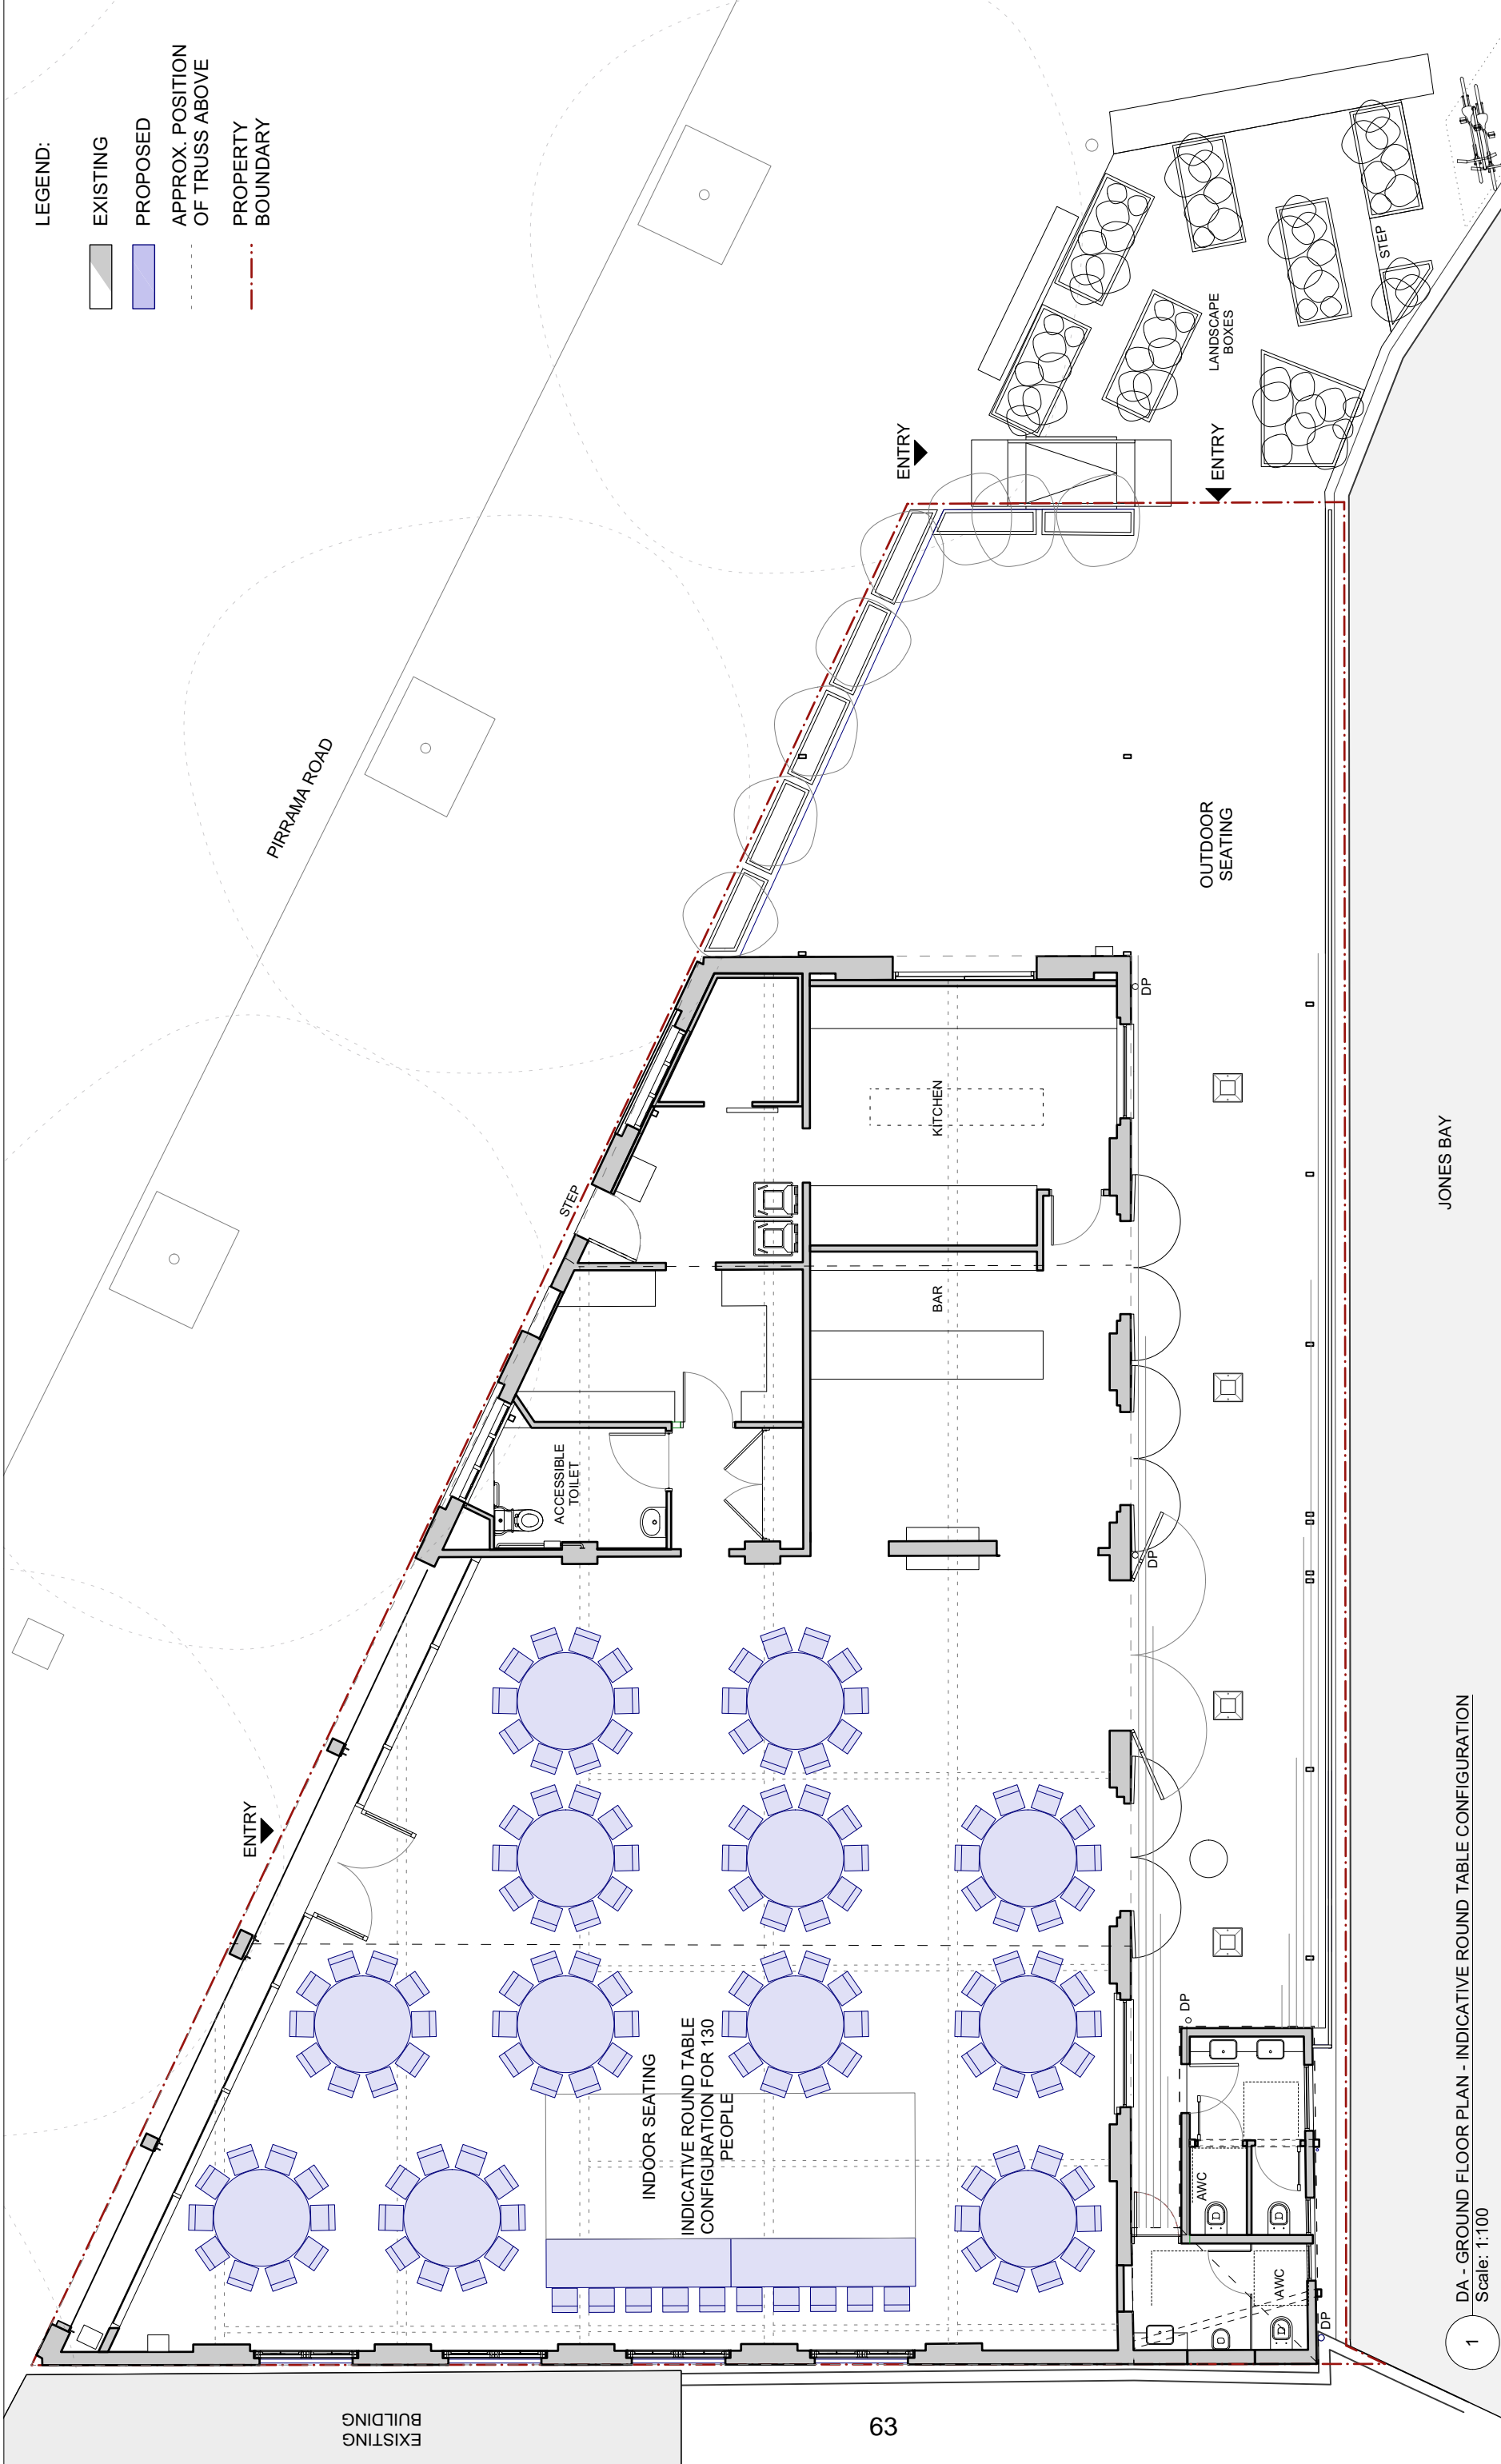 LEGEND:
EXISTING
PROPOSED
APPROX. POSITION
OF TRUSS ABOVE
PROPERTY
BOUNDARY
PIRRAMA ROAD
ENTRY
ENTRY
ENTRY
LANDSCAPE
BOXES
STEP
OUTDOOR
SEATING
STEP
KITCHEN
BAR
ACCESSIBLE
TOILET
DP
DP
DP
DP
JONES BAY
INDOOR SEATING
INDICATIVE ROUND TABLE
CONFIGURATION FOR 130
PEOPLE
AWC
AWC
D
D
D
EXISTING
BUILDING
63
1
DA - GROUND FLOOR PLAN - INDICATIVE ROUND TABLE CONFIGURATION
Scale: 1:100